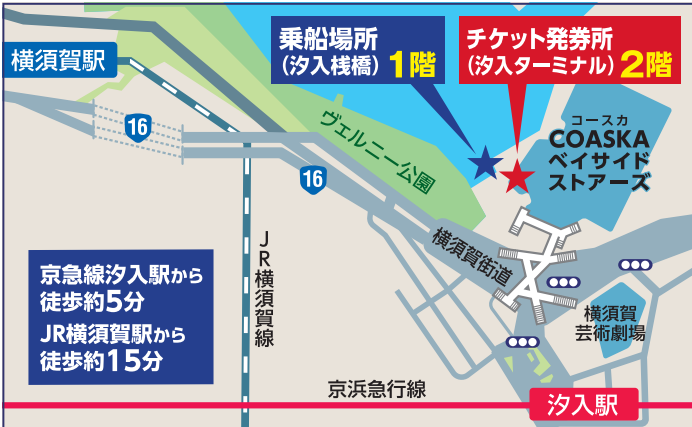 横須賀駅
乗船場所
（汐入桟橋）1階
チケット発券所
（汐入ターミナル）2階
16
16
ヴェルニー公園
コースカ
COASKA
ベイサイド
ストアーズ
横須賀街道
JR横須賀線
京急線汐入駅から
徒歩約5分
JR横須賀駅から
徒歩約15分
横須賀
芸術劇場
京浜急行線
汐入駅